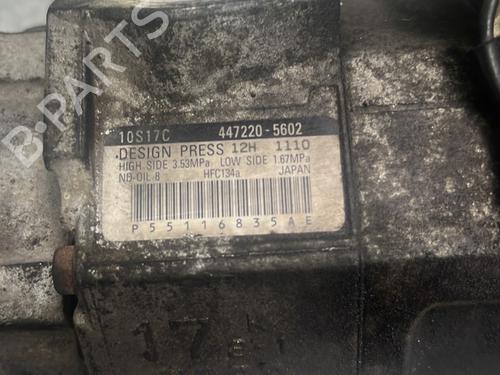 10S17C 447220-5602
DESIGN PRESS 12H 1110
HIGH SIDE 3.53MPa LOW SIDE 1.67MPa
ND-OIL 8 HFC134a JAPAN
P55116835AE
17
B-PARTS